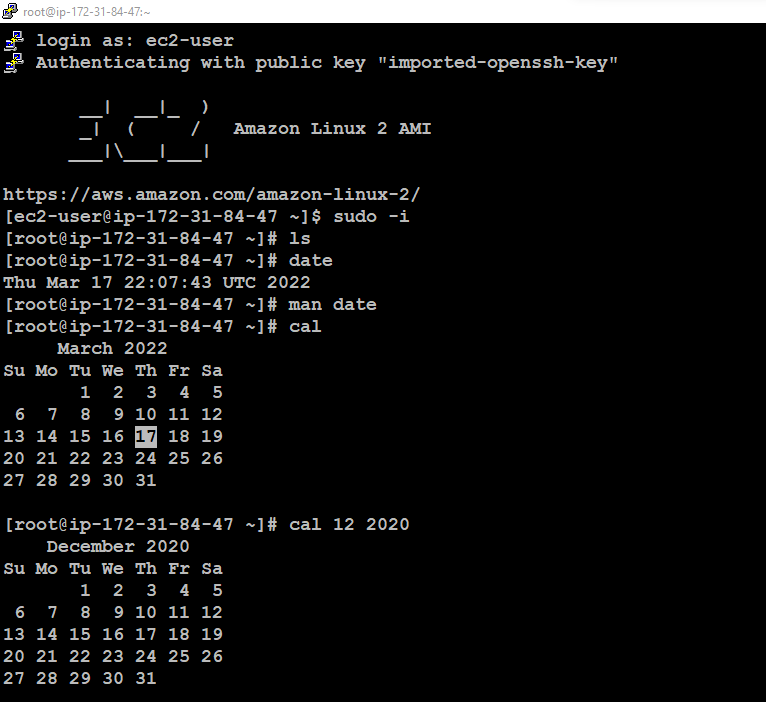 root@ip-172-31-84-47:~
login as: ec2-user
Authenticating with public key "imported-openssh-key"

       __|  __|_  )
       _|  (     /   Amazon Linux 2 AMI
      ___|\___|___|

https://aws.amazon.com/amazon-linux-2/
[ec2-user@ip-172-31-84-47 ~]$ sudo -i
[root@ip-172-31-84-47 ~]# ls
[root@ip-172-31-84-47 ~]# date
Thu Mar 17 22:07:43 UTC 2022
[root@ip-172-31-84-47 ~]# man date
[root@ip-172-31-84-47 ~]# cal
     March 2022
Su Mo Tu We Th Fr Sa
       1  2  3  4  5
 6  7  8  9 10 11 12
13 14 15 16 17 18 19
20 21 22 23 24 25 26
27 28 29 30 31

[root@ip-172-31-84-47 ~]# cal 12 2020
    December 2020
Su Mo Tu We Th Fr Sa
       1  2  3  4  5
 6  7  8  9 10 11 12
13 14 15 16 17 18 19
20 21 22 23 24 25 26
27 28 29 30 31